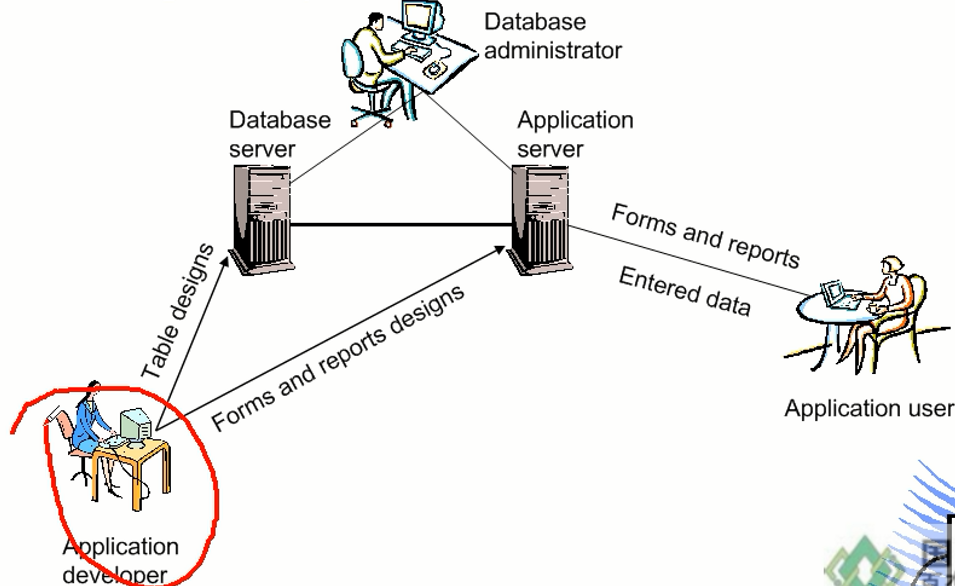 Database
administrator
Database
server
Application
server
Forms and reports
Entered data
Table designs
Forms and reports designs
Application user
Application
developer